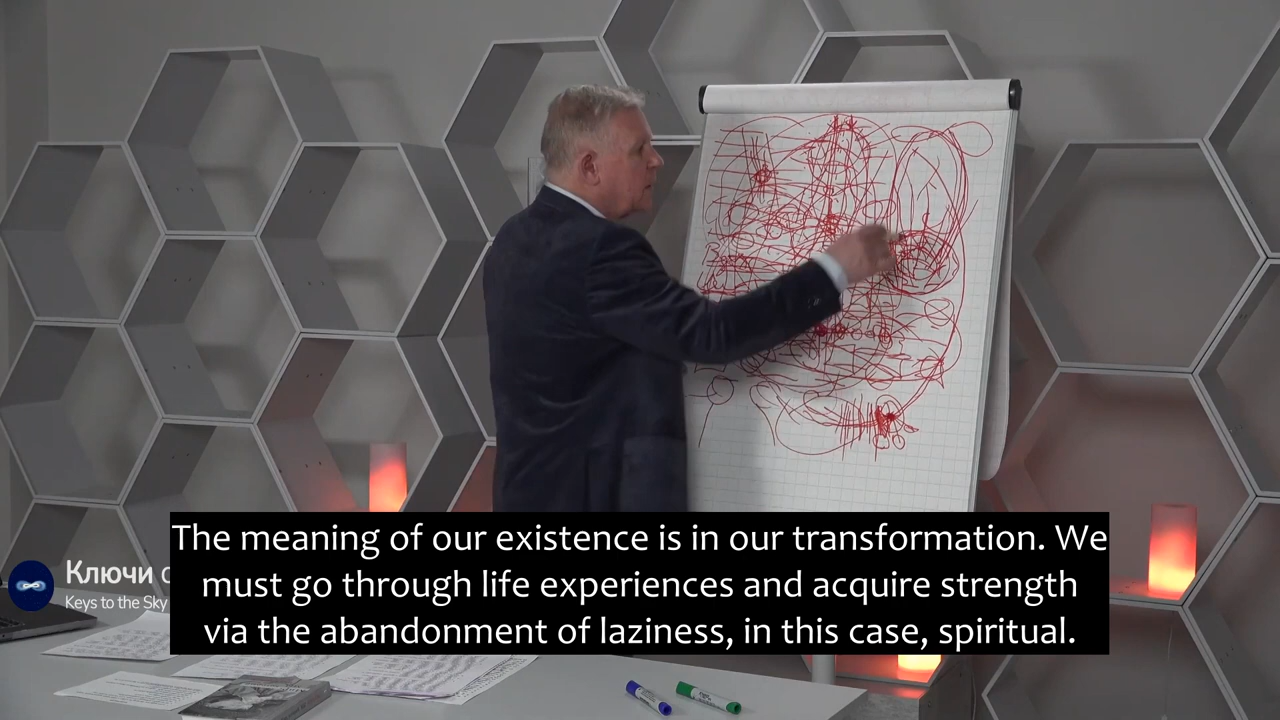 The meaning of our existence is in our transformation. We
must go through life experiences and acquire strength
via the abandonment of laziness, in this case, spiritual.
Ключи
Keys to the Sky